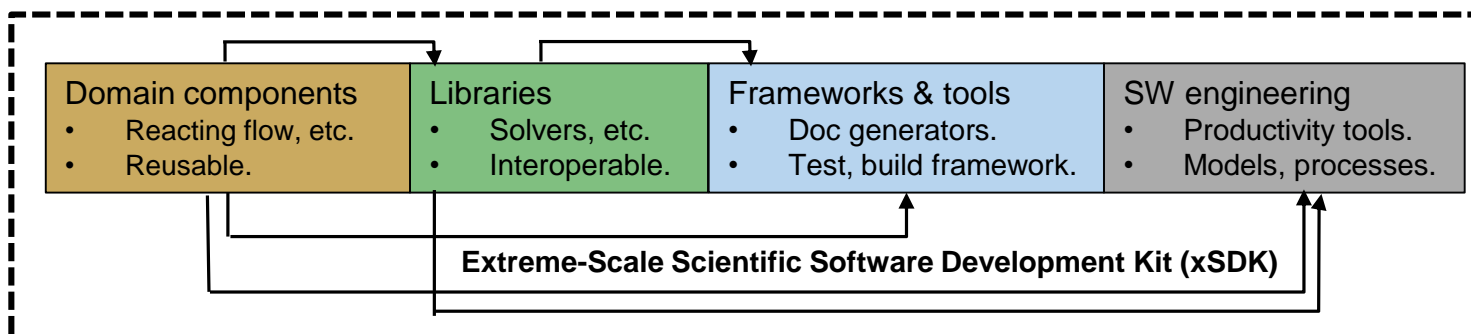 Domain components
• Reacting flow, etc.
• Reusable.
Libraries
• Solvers, etc.
• Interoperable.
Frameworks & tools
• Doc generators.
• Test, build framework.
SW engineering
• Productivity tools.
• Models, processes.
Extreme-Scale Scientific Software Development Kit (xSDK)